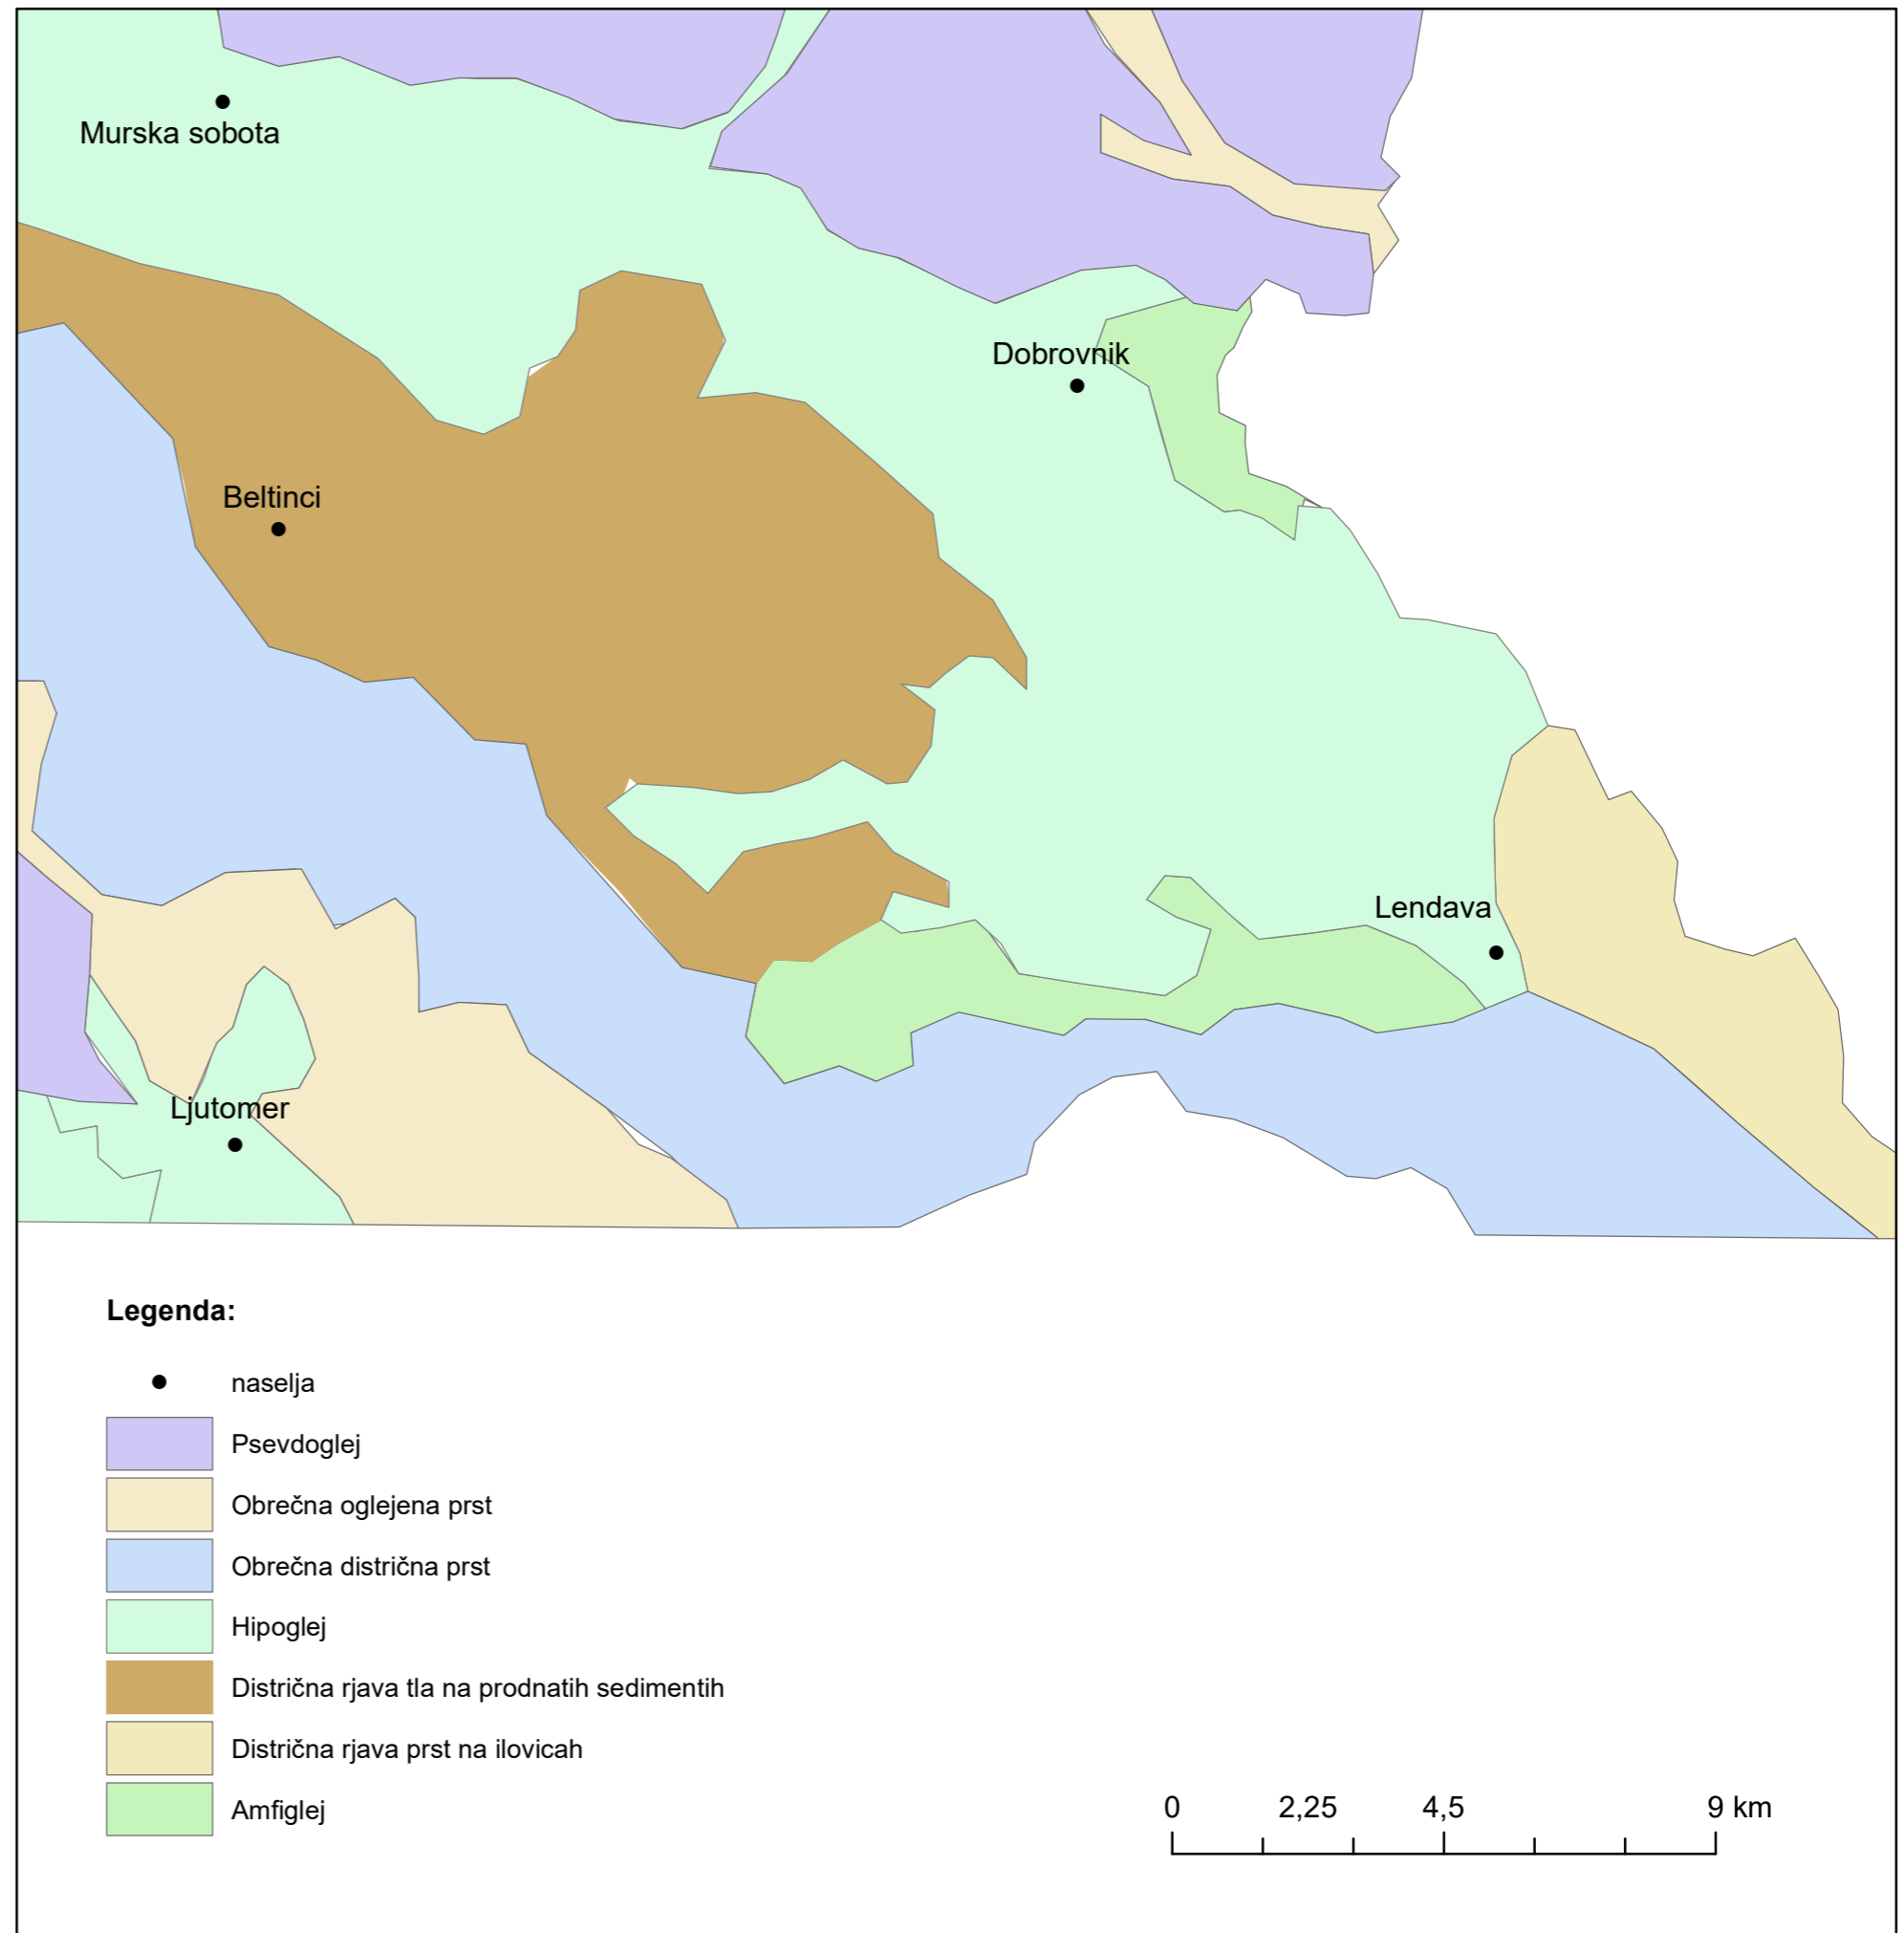 Murska sobota
Dobrovnik
Beltinci
Lendava
Ljutomer
Legenda:
naselja
Psevdoglej
Obrečna oglejena prst
Obrečna distrična prst
Hipoglej
Distrična rjava tla na prodnatih sedimentih
Distrična rjava prst na ilovicah
Amfiglej
0 2,25 4,5 9 km